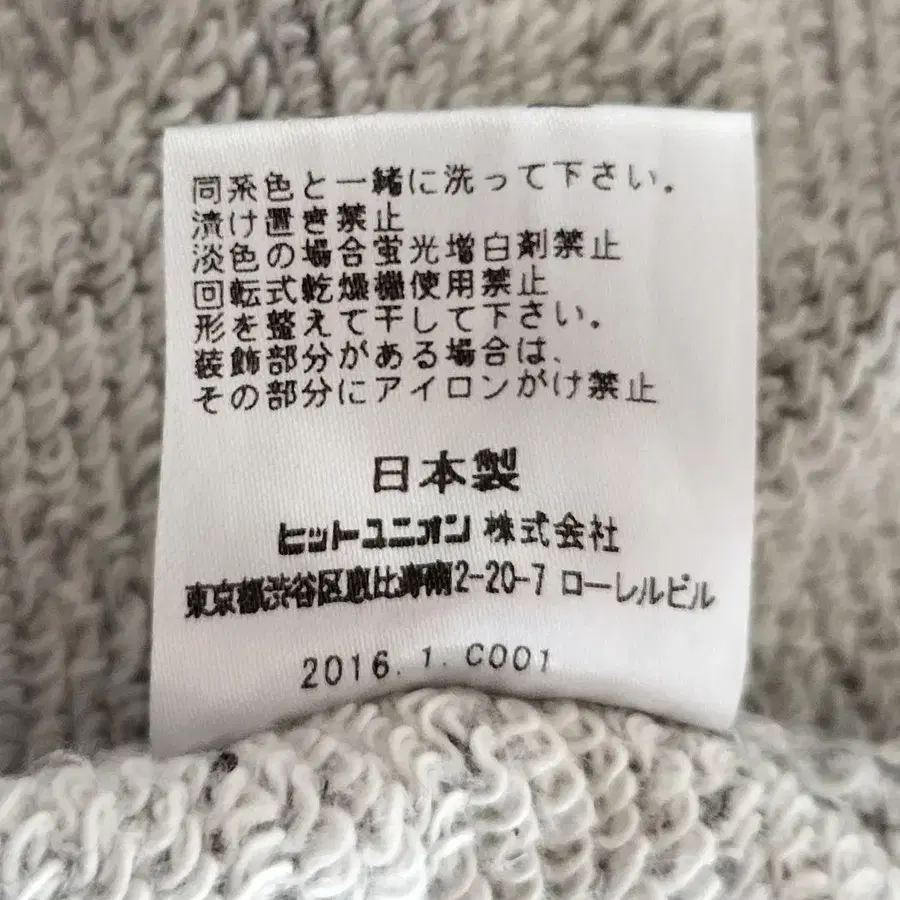 同系色と一緒に洗って下さい。
漬け置き禁止
淡色の場合蛍光増白剤禁止
回転式乾燥機使用禁止
形を整えて干して下さい。
装飾部分がある場合は、
その部分にアイロンがけ禁止
日本製
ヒットユニオン 株式会社
東京都渋谷区恵比寿南2-20-7 ローレルビル
2016. 1. C001